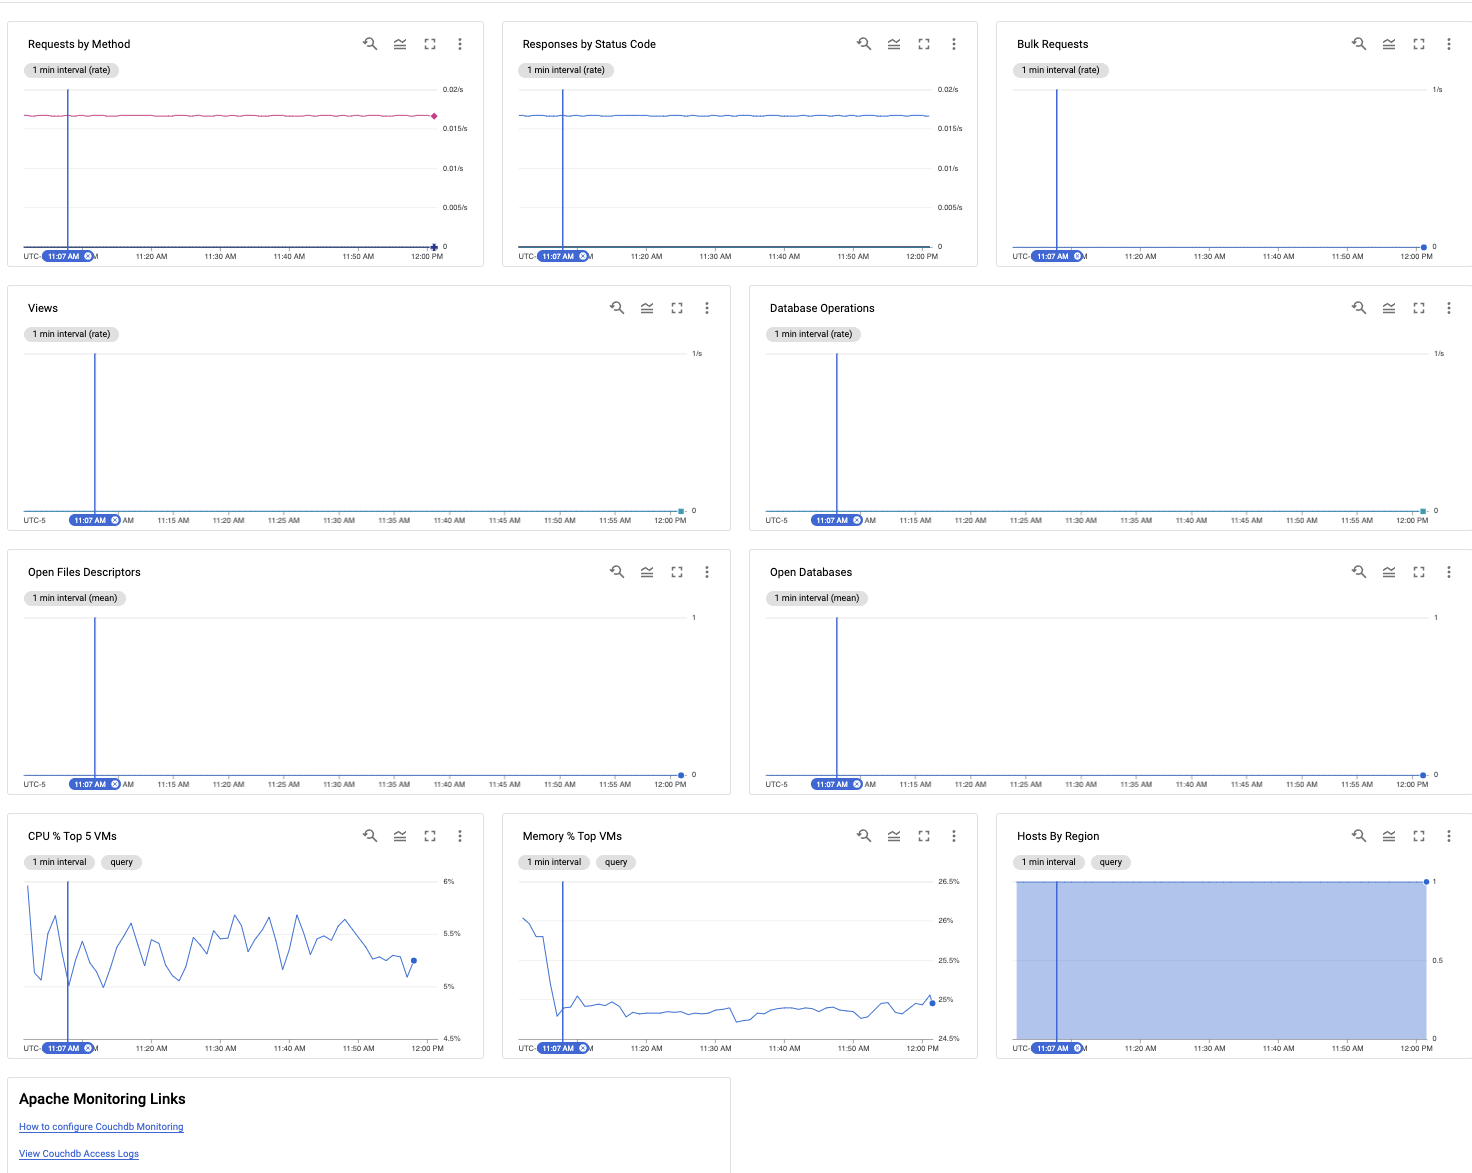 Requests by Method
1 min interval (rate)
0.02/s
0.015/s
0.01/s
0.005/s
0
UTC-
11:07 AM
M
11:20 AM
11:30 AM
11:40 AM
11:50 AM
12:00 PM
Responses by Status Code
1 min interval (rate)
0.02/s
0.015/s
0.01/s
0.005/s
0
UTC-
11:07 AM
M
11:20 AM
11:30 AM
11:40 AM
11:50 AM
12:00 PM
Bulk Requests
1 min interval (rate)
1/s
0
UTC-
11:07 AM
M
11:20 AM
11:30 AM
11:40 AM
11:50 AM
12:00 PM
Views
1 min interval (rate)
1/s
0
UTC-5
11:07 AM
AM
11:15 AM
11:20 AM
11:25 AM
11:30 AM
11:35 AM
11:40 AM
11:45 AM
11:50 AM
11:55 AM
12:00 PM
Database Operations
1 min interval (rate)
1/s
0
UTC-5
11:07 AM
AM
11:15 AM
11:20 AM
11:25 AM
11:30 AM
11:35 AM
11:40 AM
11:45 AM
11:50 AM
11:55 AM
12:00 PM
Open Files Descriptors
1 min interval (mean)
1
0
UTC-5
11:07 AM
AM
11:15 AM
11:20 AM
11:25 AM
11:30 AM
11:35 AM
11:40 AM
11:45 AM
11:50 AM
11:55 AM
12:00 PM
Open Databases
1 min interval (mean)
1
0
UTC-5
11:07 AM
AM
11:15 AM
11:20 AM
11:25 AM
11:30 AM
11:35 AM
11:40 AM
11:45 AM
11:50 AM
11:55 AM
12:00 PM
CPU % Top 5 VMs
1 min interval
query
6%
5.5%
5%
4.5%
UTC-
11:07 AM
M
11:20 AM
11:30 AM
11:40 AM
11:50 AM
12:00 PM
Memory % Top VMs
1 min interval
query
26.5%
26%
25.5%
25%
24.5%
UTC-
11:07 AM
M
11:20 AM
11:30 AM
11:40 AM
11:50 AM
12:00 PM
Hosts By Region
1 min interval
query
1
0.5
0
UTC-
11:07 AM
M
11:20 AM
11:30 AM
11:40 AM
11:50 AM
12:00 PM
Apache Monitoring Links
How to configure Couchdb Monitoring
View Couchdb Access Logs